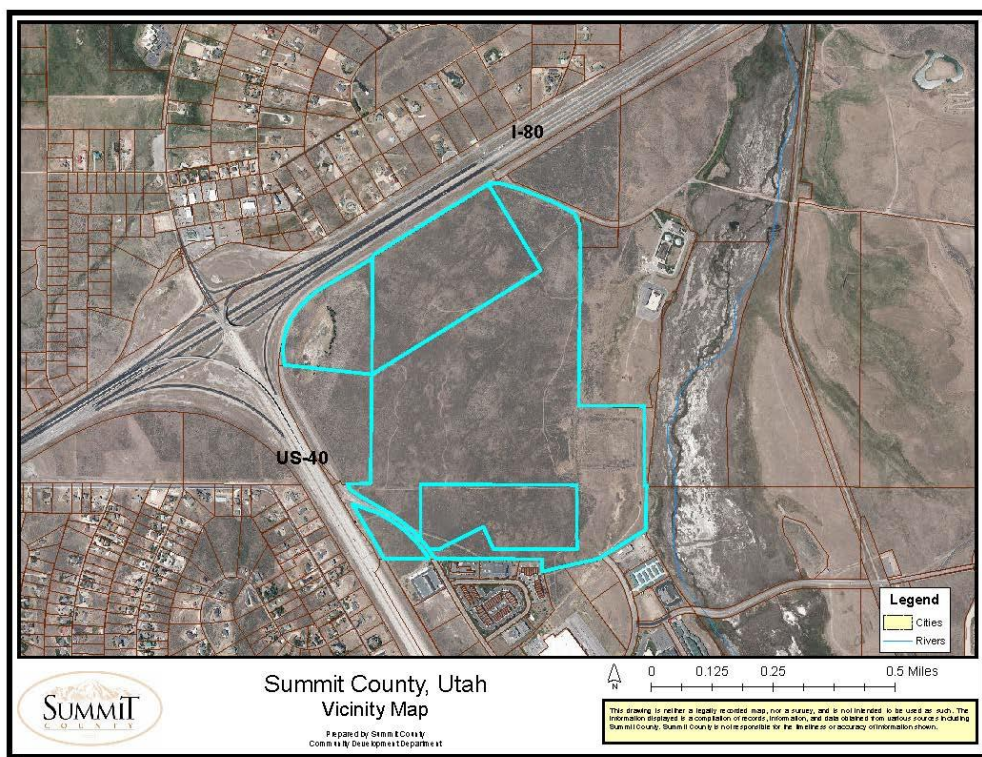 I-80
US-40
Legend
Cities
Rivers
SUMMIT
COUNTY
Summit County, Utah
Vicinity Map
Prepared by Summit County
Community Development Department
N
0 0.125 0.25 0.5 Miles
This drawing is neither a legally recorded map, nor a survey, and is not intended to be used as such. The
information displayed is a compilation of records, information, and data obtained from various sources including
Summit County. Summit County is not responsible for the timeliness or accuracy of information shown.